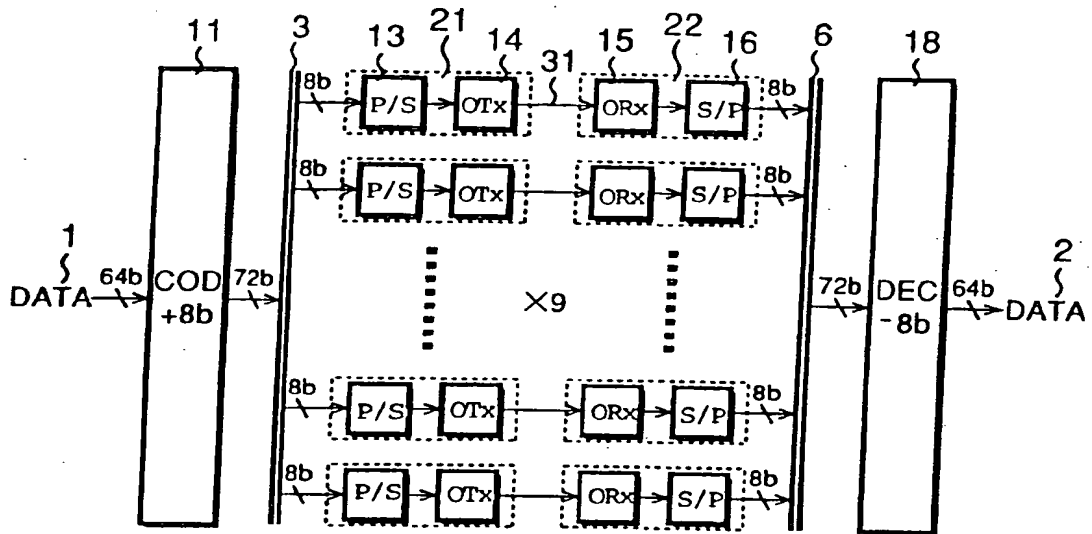 11 3 13 21 14 15 22 16 6 18
31
8b P/S OTx ORx S/P 8b
8b P/S OTx ORx S/P 8b
1 2
DATA 64b COD +8b 72b ×9 72b DEC -8b 64b DATA
8b P/S OTx ORx S/P 8b
8b P/S OTx ORx S/P 8b